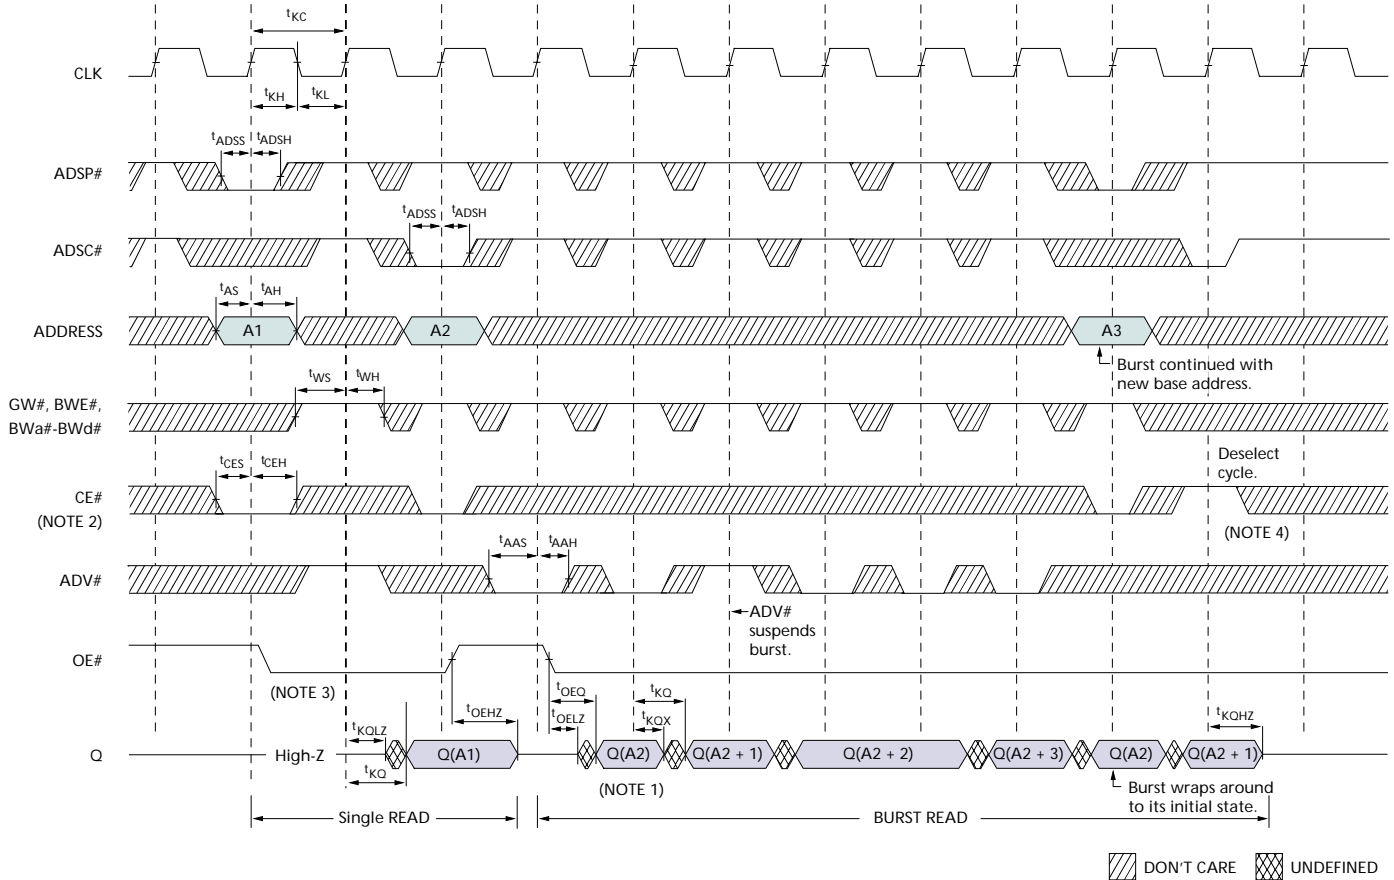 tKC
CLK
tKH
tKL
tADSS
tADSH
ADSP#
tADSS
tADSH
ADSC#
tAS
tAH
ADDRESS
A1
A2
A3
Burst continued with
new base address.
tWS
tWH
GW#, BWE#,
BWa#-BWd#
Deselect
cycle.
tCES
tCEH
CE#
(NOTE 2)
(NOTE 4)
tAAS
tAAH
ADV#
ADV#
suspends
burst.
OE#
(NOTE 3)
tOEHZ
tOEQ
tOELZ
tKQ
tKQX
tKQHZ
tKQLZ
tKQ
Q
High-Z
Q(A1)
Q(A2)
Q(A2 + 1)
Q(A2 + 2)
Q(A2 + 3)
Q(A2)
Q(A2 + 1)
(NOTE 1)
Burst wraps around
to its initial state.
Single READ
BURST READ
DON'T CARE
UNDEFINED